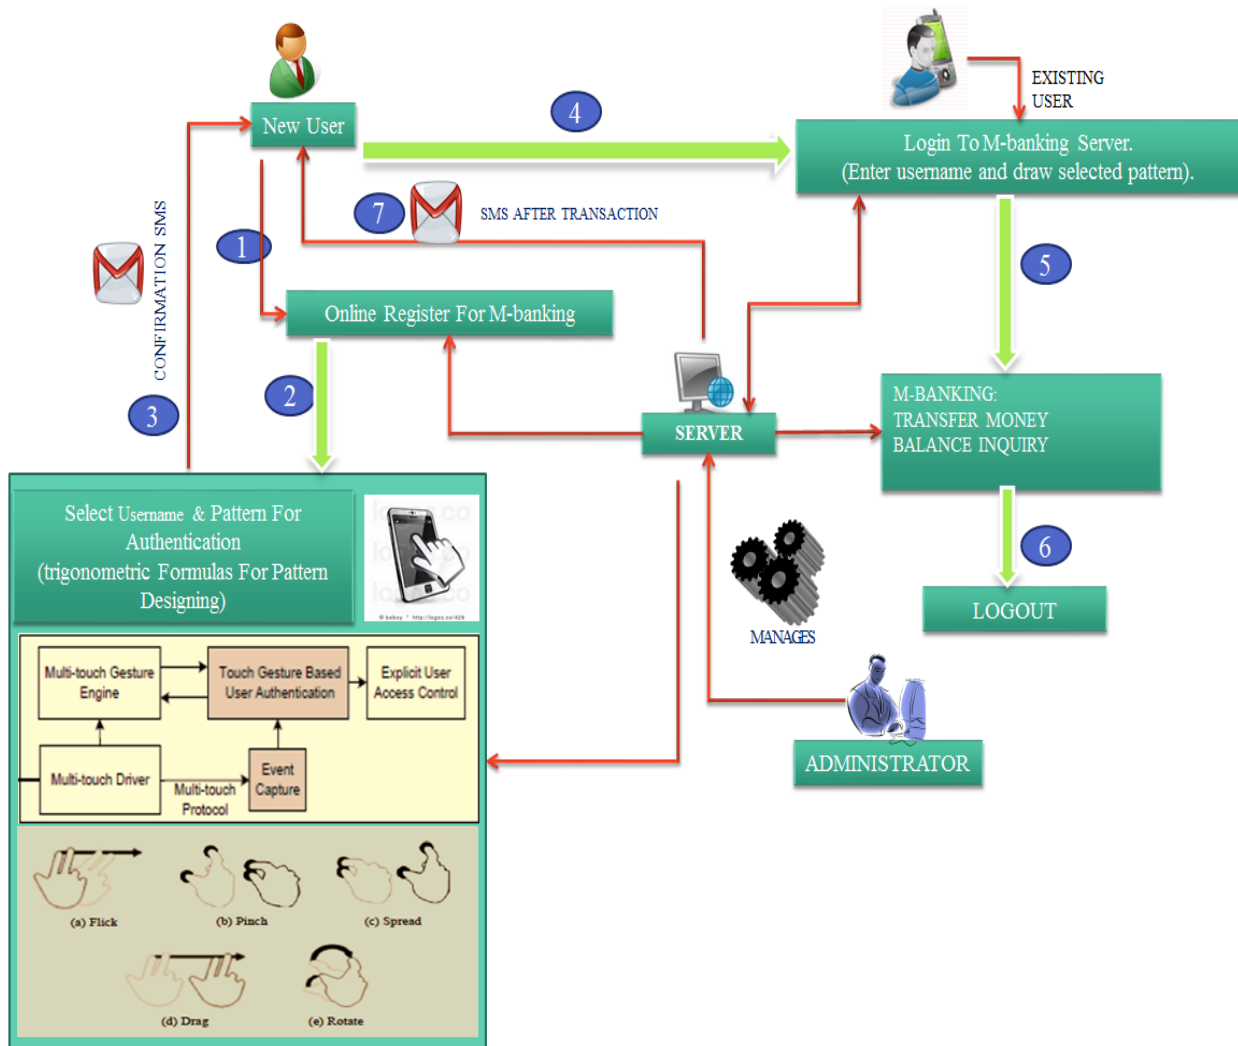 New User
4
EXISTING
USER
Login To M-banking Server.
(Enter username and draw selected pattern).
7
SMS AFTER TRANSACTION
1
5
CONFIRMATION SMS
Online Register For M-banking
2
3
SERVER
M-BANKING:
TRANSFER MONEY
BALANCE INQUIRY
6
LOGOUT
MANAGES
ADMINISTRATOR
Select Username & Pattern For
Authentication
(trigonometric Formulas For Pattern
Designing)
Multi-touch Gesture
Engine
Touch Gesture Based
User Authentication
Explicit User
Access Control
Multi-touch Driver
Multi-touch
Protocol
Event
Capture
(a) Flick
(b) Pinch
(c) Spread
(d) Drag
(e) Rotate